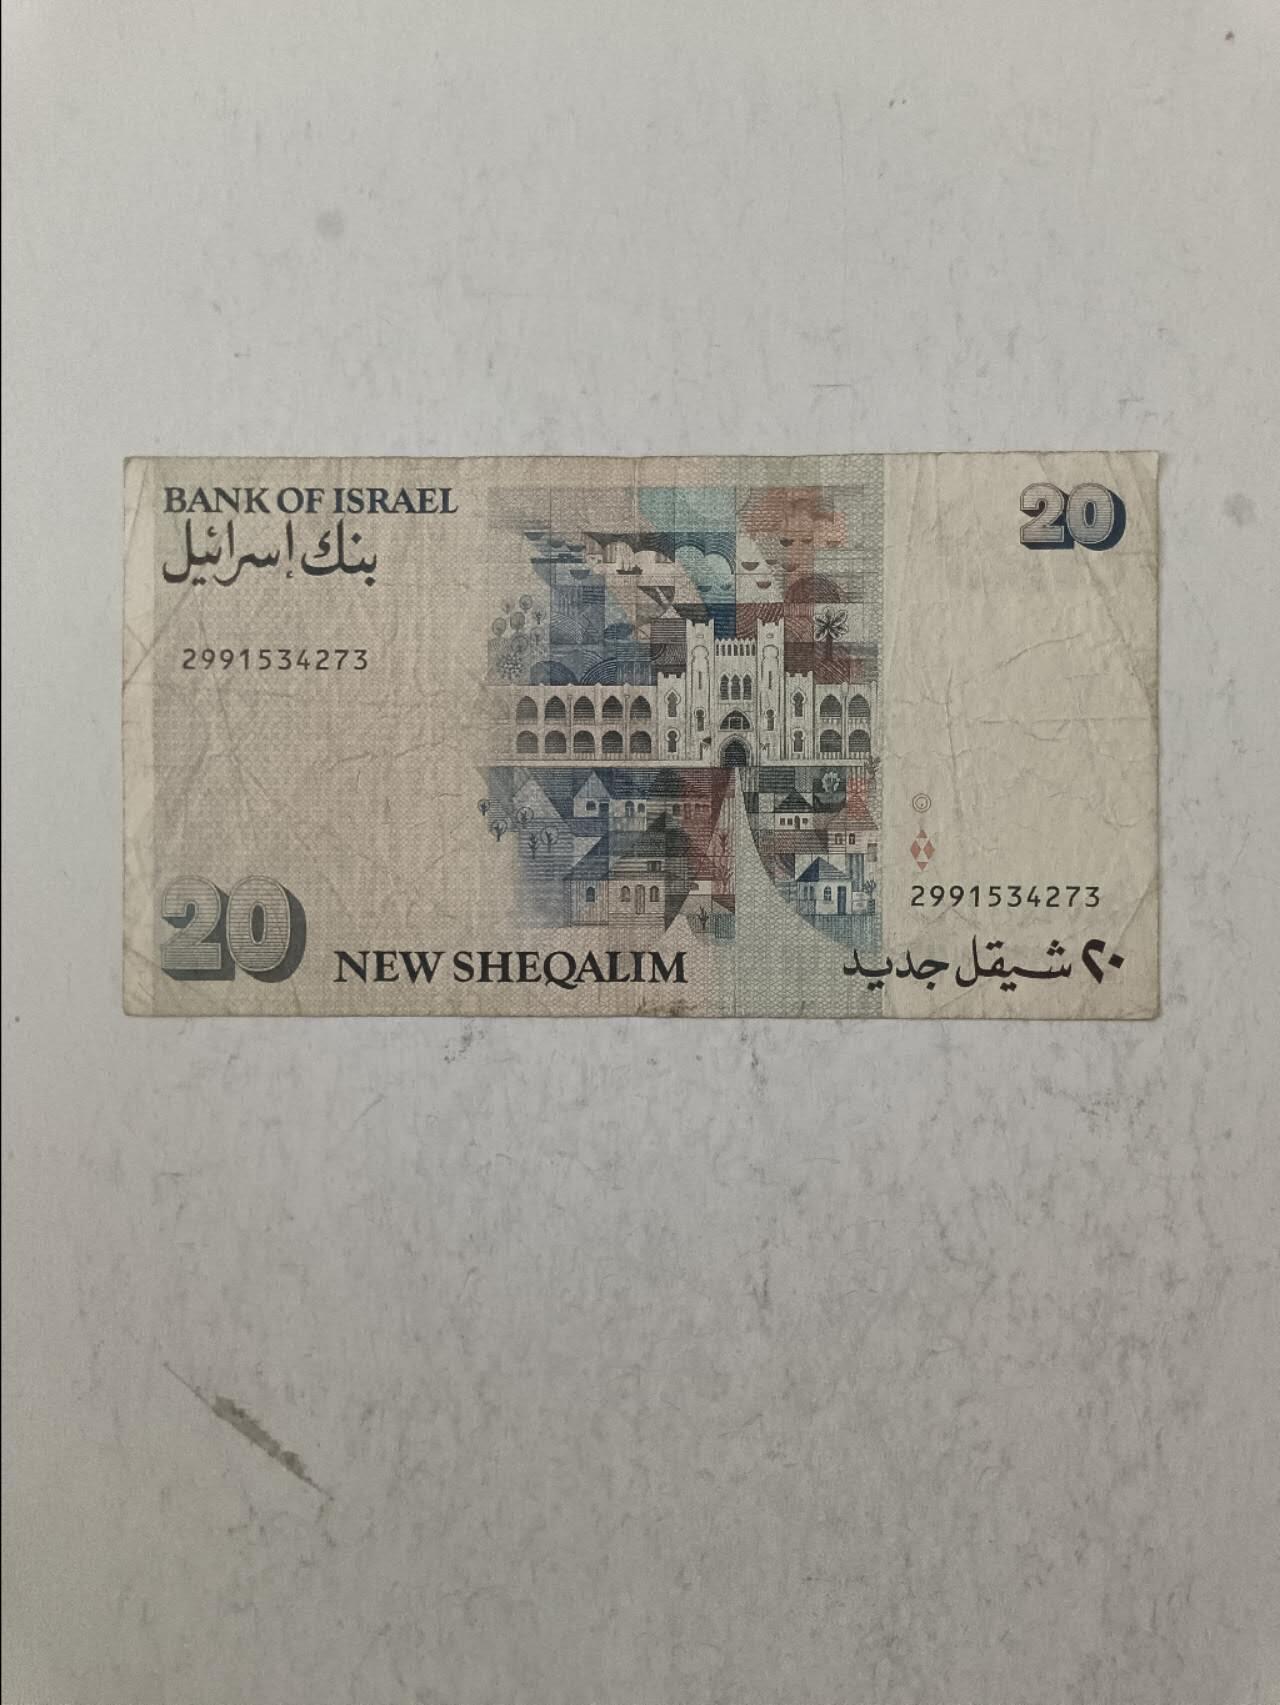 BANK OF ISRAEL
بنك إسرائيل
20
2991534273
2991534273
20
NEW SHEQALIM
٢٠ شيقل جديد